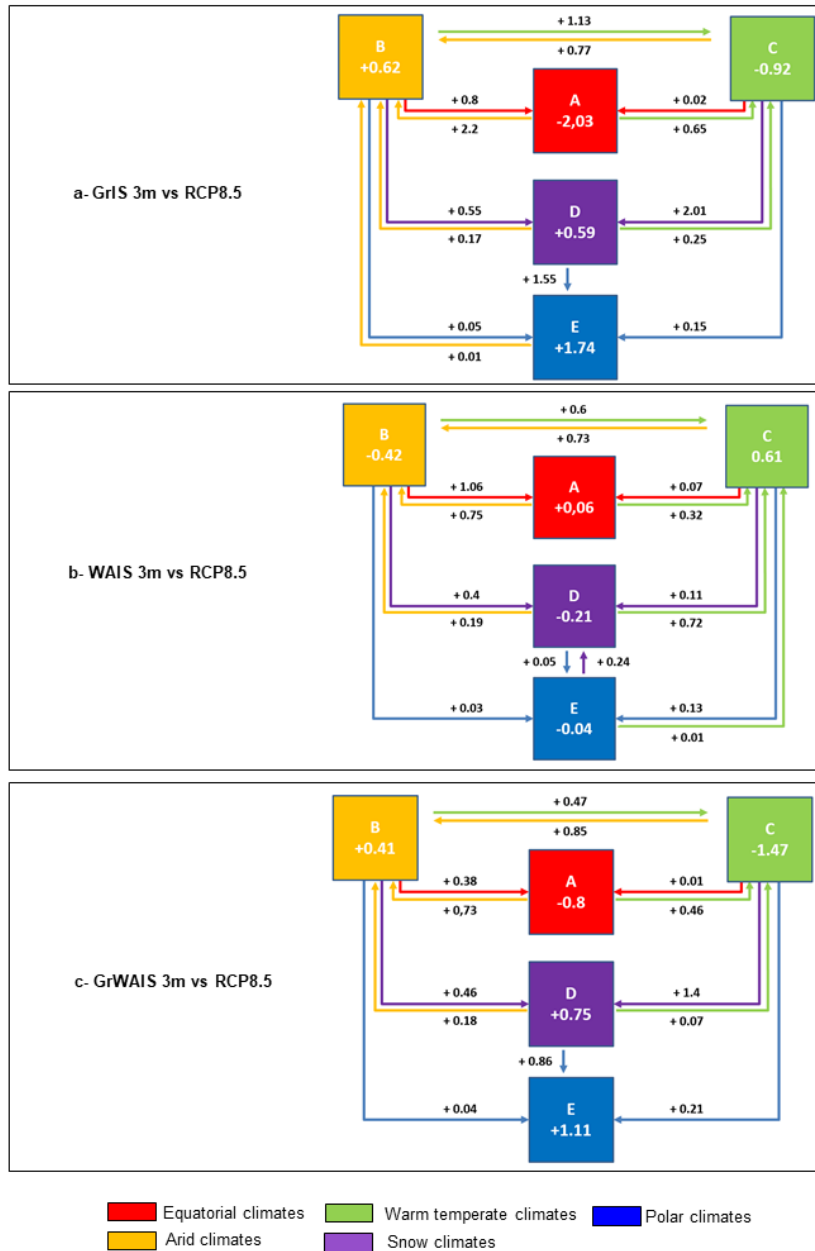 + 1.13
B
+0.62
+ 0.77
C
-0.92
+ 0.8
A
-2,03
+ 0.02
+ 2.2
+ 0.65
a- GrIS 3m vs RCP8.5
+ 0.55
D
+0.59
+ 2.01
+ 0.17
+ 0.25
+ 1.55
+ 0.05
E
+1.74
+ 0.15
+ 0.01
+ 0.6
B
-0.42
+ 0.73
C
0.61
+ 1.06
A
+0,06
+ 0.07
+ 0.75
+ 0.32
b- WAIS 3m vs RCP8.5
+ 0.4
D
-0.21
+ 0.11
+ 0.19
+ 0.72
+ 0.05
+ 0.24
+ 0.03
E
-0.04
+ 0.13
+ 0.01
+ 0.47
B
+0.41
+ 0.85
C
-1.47
+ 0.38
A
-0.8
+ 0.01
+ 0,73
+ 0.46
c- GrWAIS 3m vs RCP8.5
+ 0.46
D
+0.75
+ 1.4
+ 0.18
+ 0.07
+ 0.86
+ 0.04
E
+1.11
+ 0.21
Equatorial climates
Warm temperate climates
Polar climates
Arid climates
Snow climates